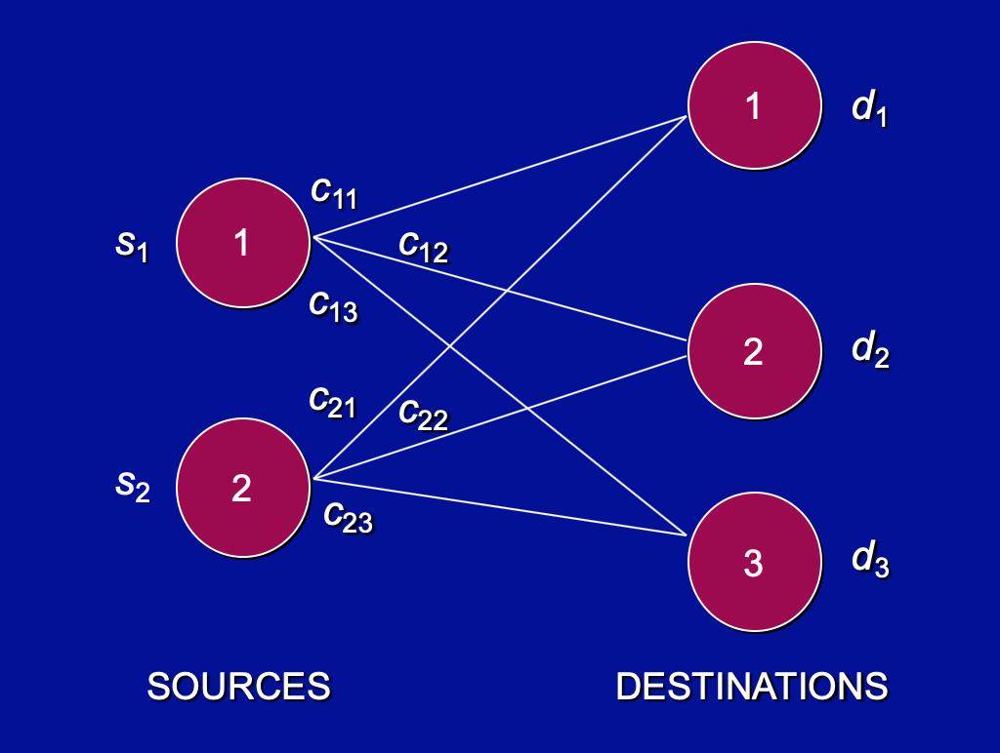 1 d₁
c₁₁
s₁ 1 c₁₂
c₁₃
2 d₂
c₂₁ c₂₂
s₂ 2
c₂₃
3 d₃
SOURCES DESTINATIONS